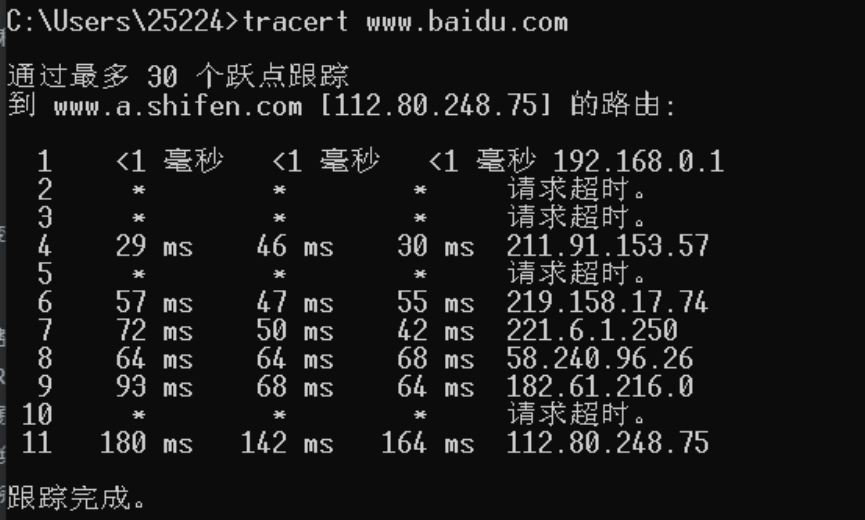 C:\Users\25224>tracert www.baidu.com
通过最多 30 个跃点跟踪
到 www.a.shifen.com [112.80.248.75] 的路由:
1 <1 毫秒 <1 毫秒 <1 毫秒 192.168.0.1
2 * * * 请求超时。
3 * * * 请求超时。
4 29 ms 46 ms 30 ms 211.91.153.57
5 * * * 请求超时。
6 57 ms 47 ms 55 ms 219.158.17.74
7 72 ms 50 ms 42 ms 221.6.1.250
8 64 ms 64 ms 68 ms 58.240.96.26
9 93 ms 68 ms 64 ms 182.61.216.0
10 * * * 请求超时。
11 180 ms 142 ms 164 ms 112.80.248.75
跟踪完成。